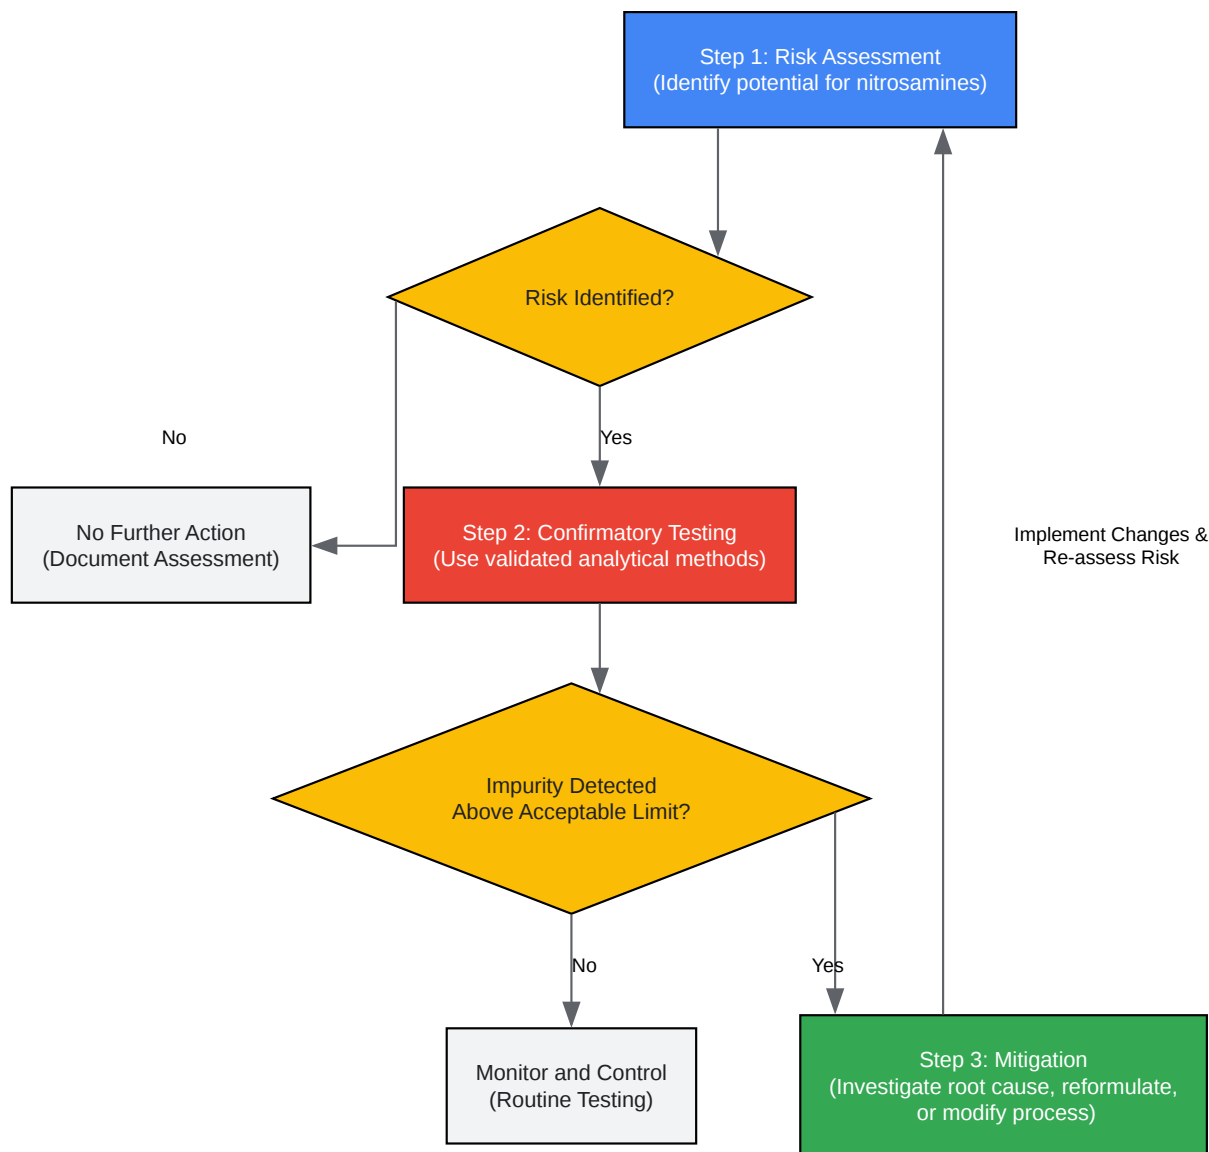 Step 1: Risk Assessment
(Identify potential for nitrosamines)
Risk Identified?
No
Yes
No Further Action
(Document Assessment)
Step 2: Confirmatory Testing
(Use validated analytical methods)
Implement Changes &
Re-assess Risk
Impurity Detected
Above Acceptable Limit?
No
Yes
Monitor and Control
(Routine Testing)
Step 3: Mitigation
(Investigate root cause, reformulate,
or modify process)